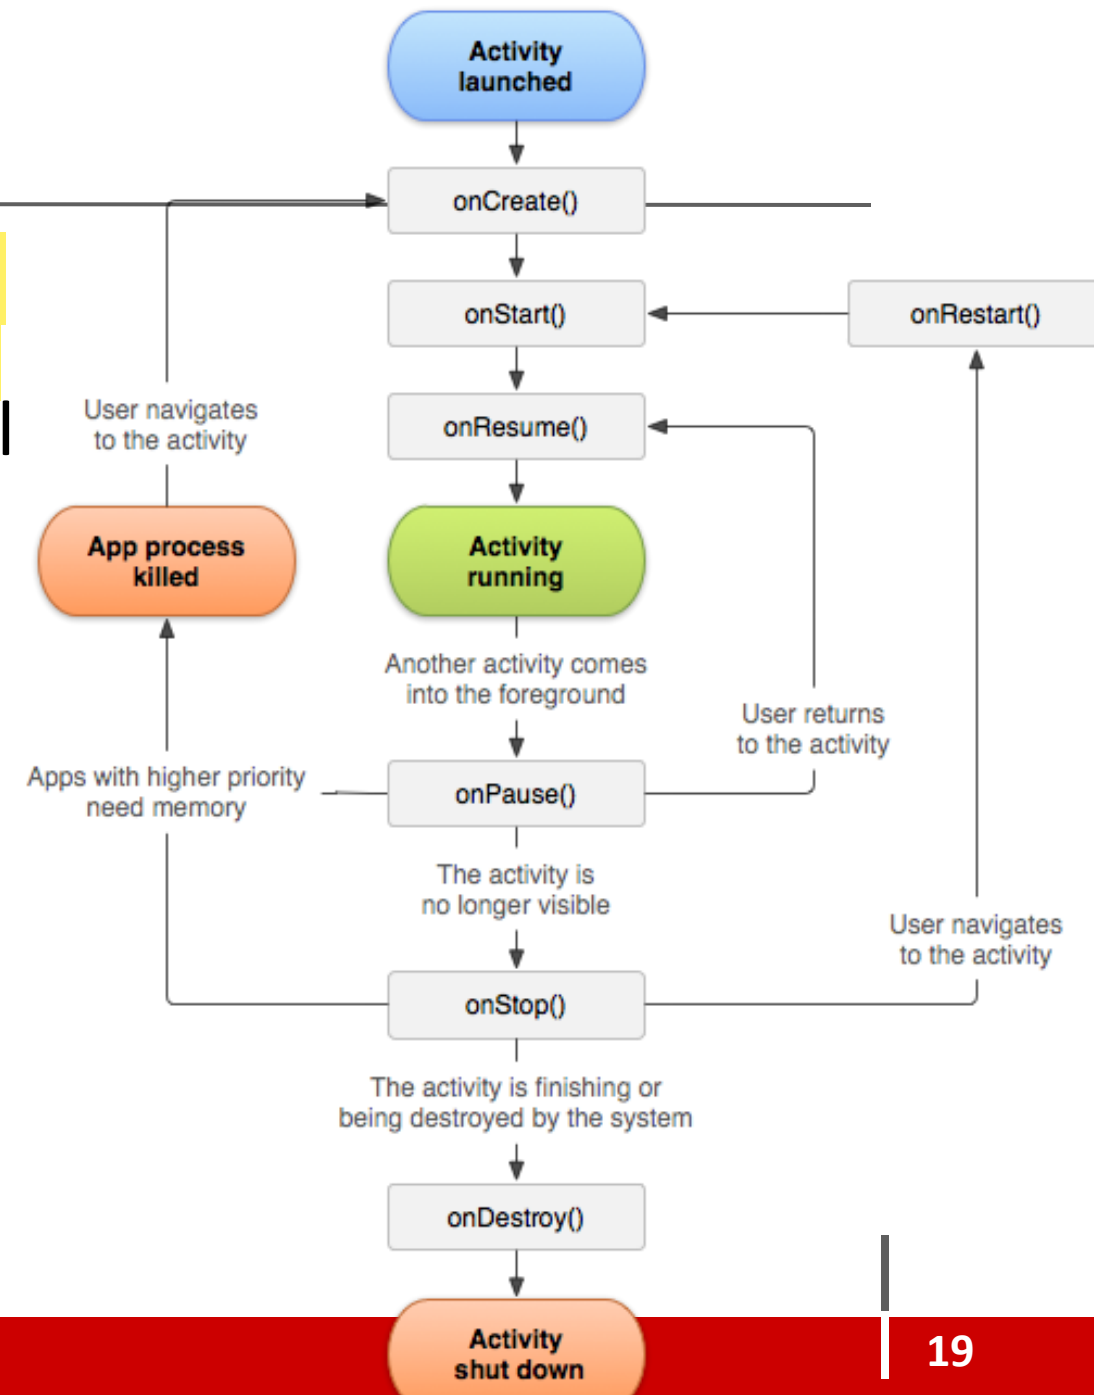 Activity
launched
onCreate()
onStart()
onRestart()
User navigates
to the activity
onResume()
App process
killed
Activity
running
Another activity comes
into the foreground
User returns
to the activity
Apps with higher priority
need memory
onPause()
The activity is
no longer visible
User navigates
to the activity
onStop()
The activity is finishing or
being destroyed by the system
onDestroy()
Activity
shut down
19